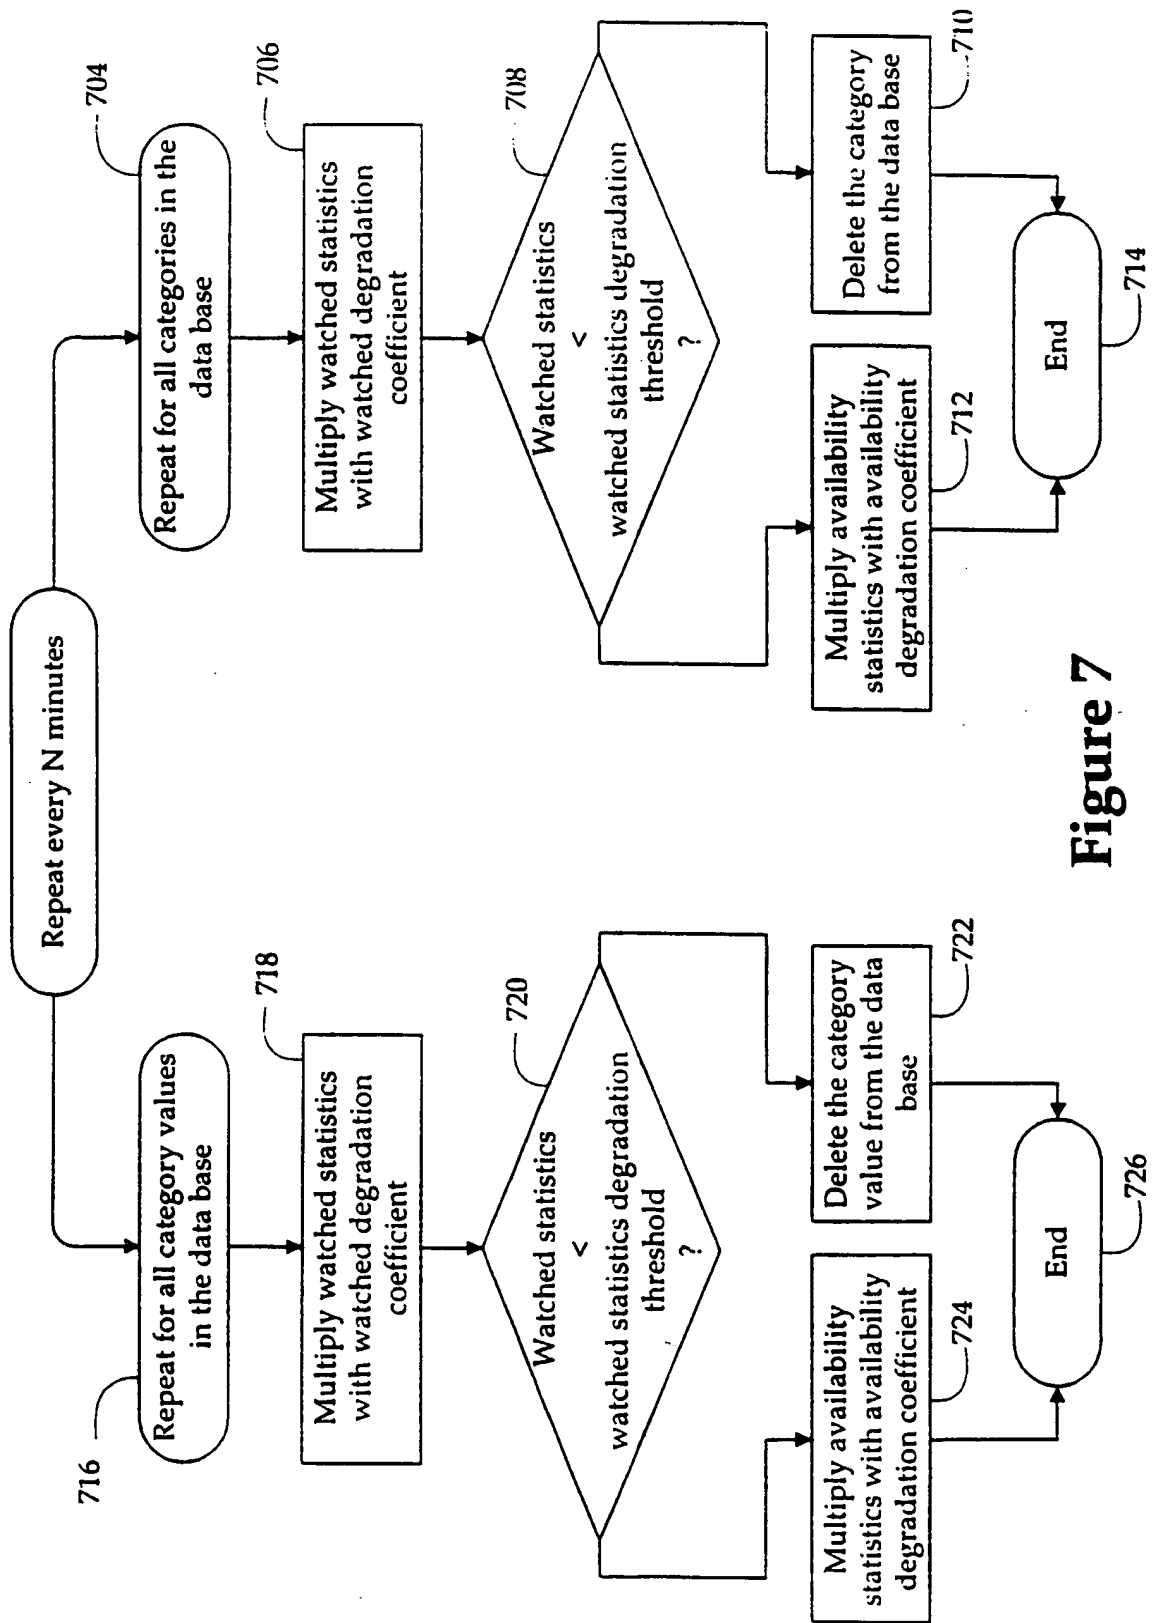 Repeat every N minutes
716
Repeat for all category values
in the data base
718
Multiply watched statistics
with watched degradation
coefficient
720
Watched statistics
<
watched statistics degradation
threshold
?
Multiply availability
statistics with availability
degradation coefficient
724
Delete the category
value from the data
base
722
End
726
704
Repeat for all categories in the
data base
706
Multiply watched statistics
with watched degradation
coefficient
708
Watched statistics
<
watched statistics degradation
threshold
?
Multiply availability
statistics with availability
degradation coefficient
712
Delete the category
from the data base
710
End
714
Figure 7